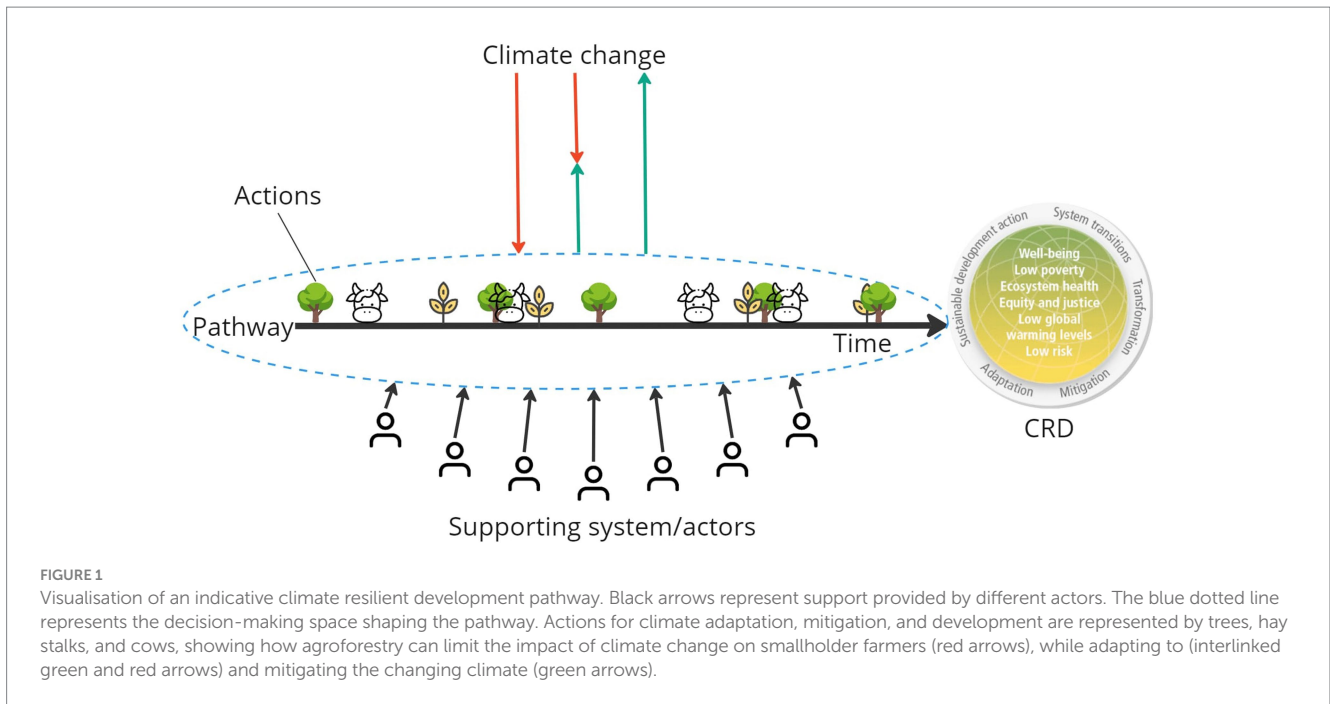 Climate change
Actions
Pathway
Time
Sustainable development action
System transitions
Transformation
Mitigation
Adaptation
Well-being
Low poverty
Ecosystem health
Equity and justice
Low global
warming levels
Low risk
CRD
Supporting system/actors
FIGURE 1
Visualisation of an indicative climate resilient development pathway. Black arrows represent support provided by different actors. The blue dotted line
represents the decision-making space shaping the pathway. Actions for climate adaptation, mitigation, and development are represented by trees, hay
stalks, and cows, showing how agroforestry can limit the impact of climate change on smallholder farmers (red arrows), while adapting to (interlinked
green and red arrows) and mitigating the changing climate (green arrows).